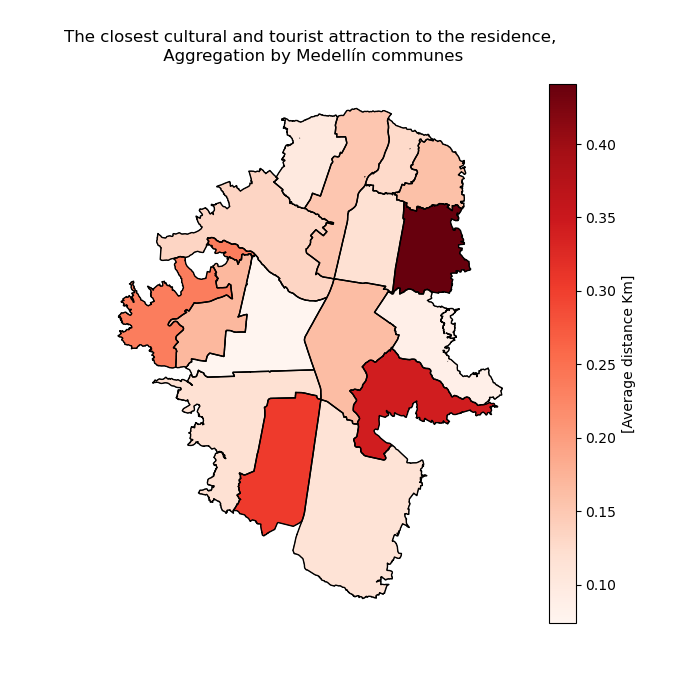 The closest cultural and tourist attraction to the residence,
Aggregation by Medellín communes
0.40
0.35
0.30
0.25
0.20
0.15
0.10
[Average distance Km]